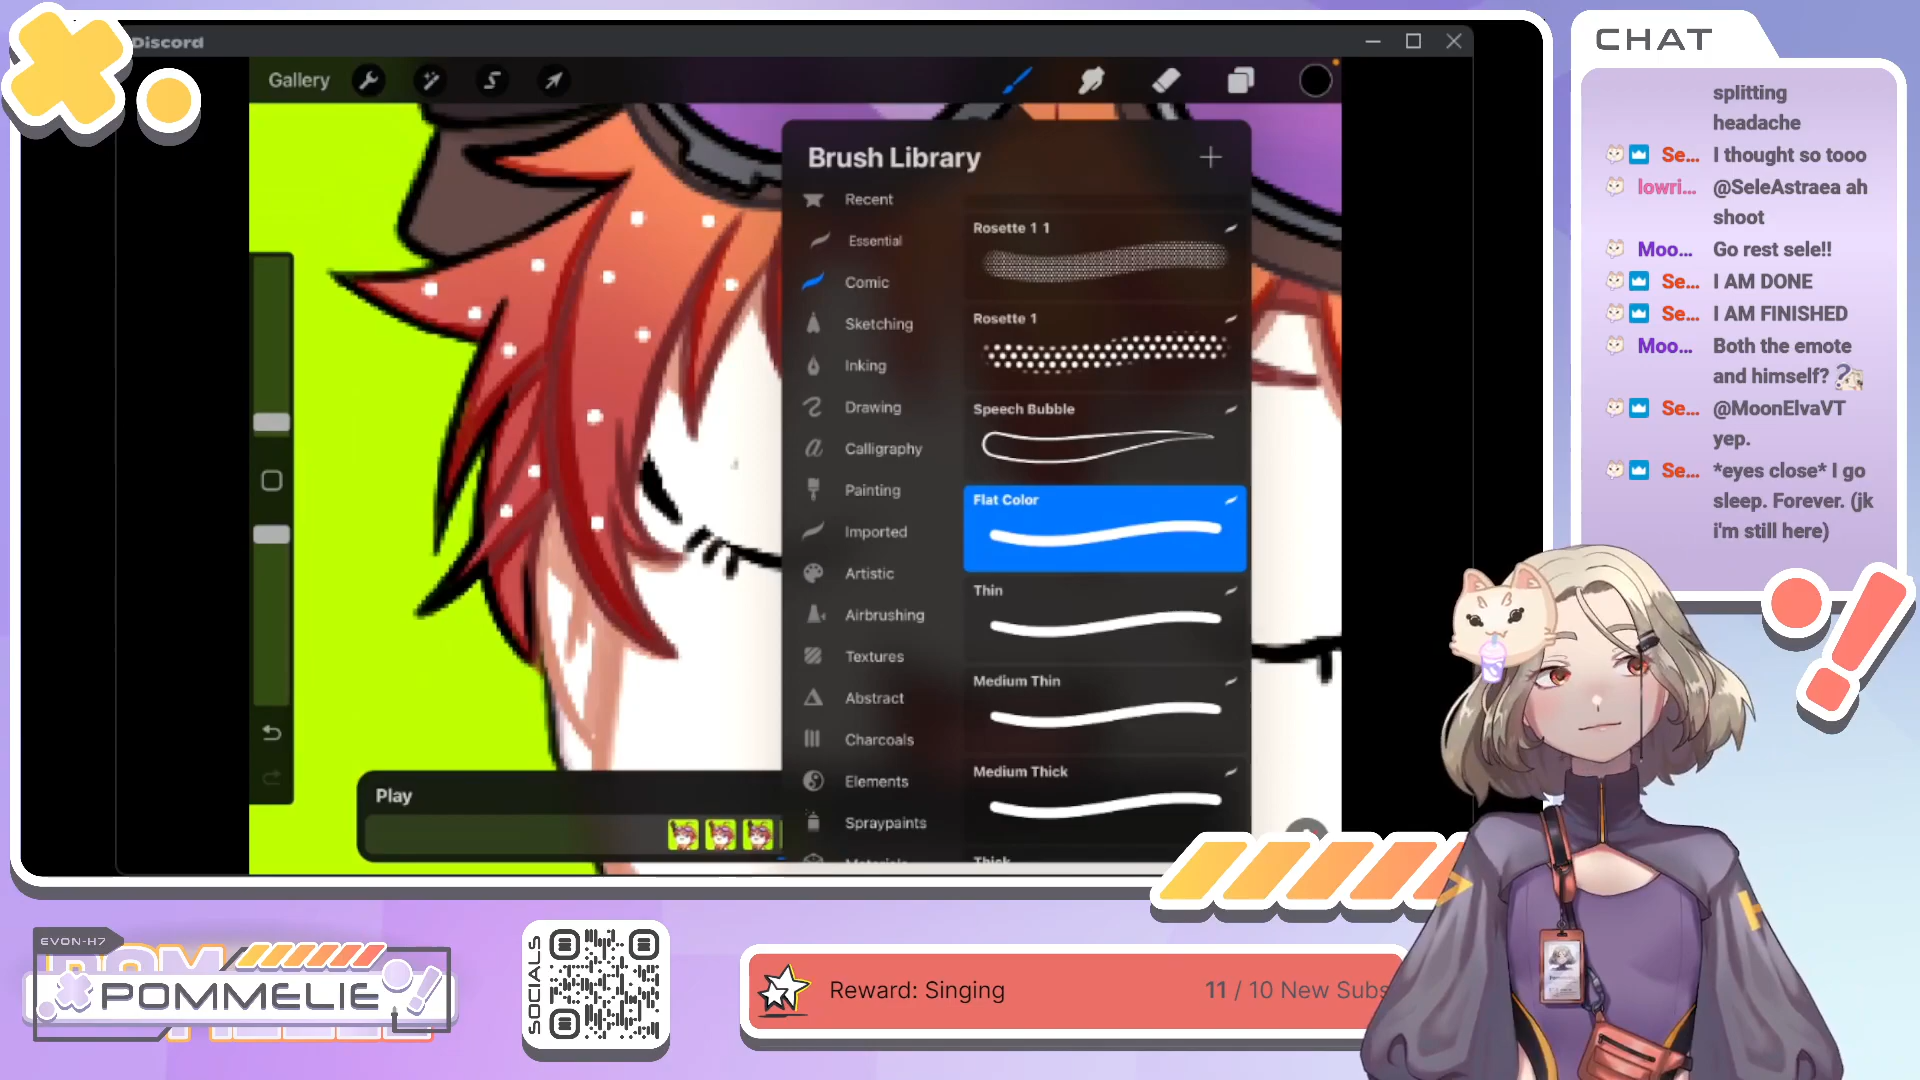 Discord
Gallery
Brush Library
Recent
Essential
Comic
Sketching
Inking
Drawing
Calligraphy
Painting
Imported
Artistic
Airbrushing
Textures
Abstract
Charcoals
Elements
Spraypaints
Rosette 1 1
Rosette 1
Speech Bubble
Flat Color
Thin
Medium Thin
Medium Thick
Thick
Play
CHAT
splitting
headache
Se... I thought so tooo
lowri... @SeleAstraea ah
shoot
Moo... Go rest sele!!
Se... I AM DONE
Se... I AM FINISHED
Moo... Both the emote
and himself?
Se... @MoonElvaVT
yep.
Se... *eyes close* I go
sleep. Forever. (jk
i'm still here)
EVON-H7
POMMELIE
SOCIALS
Reward: Singing
11 / 10 New Subs